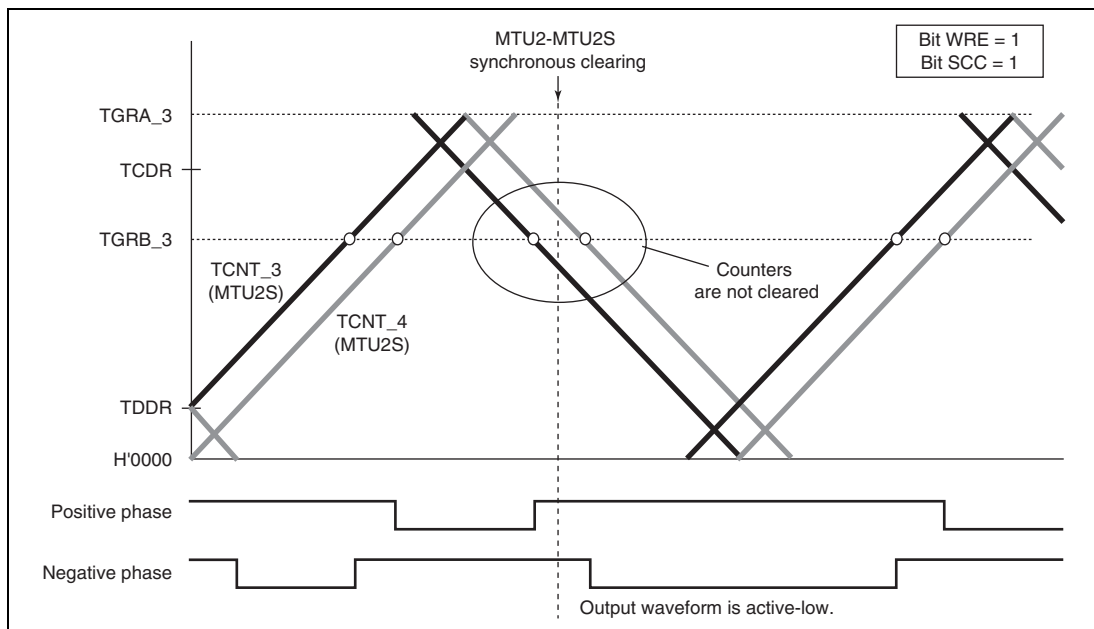 MTU2-MTU2S
synchronous clearing
Bit WRE = 1
Bit SCC = 1
TGRA_3
TCDR
TGRB_3
TCNT_3
(MTU2S)
Counters
are not cleared
TCNT_4
(MTU2S)
TDDR
H'0000
Positive phase
Negative phase
Output waveform is active-low.